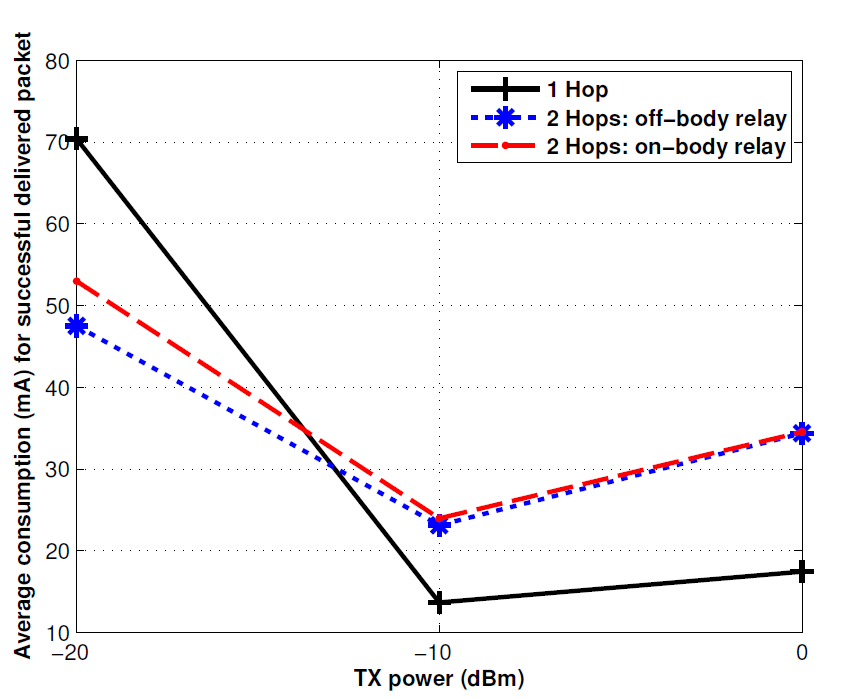 Average consumption (mA) for successful delivered packet
80
70
60
50
40
30
20
10
1 Hop
2 Hops: off−body relay
2 Hops: on−body relay
−20
−10
0
TX power (dBm)